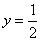 y = 1/2